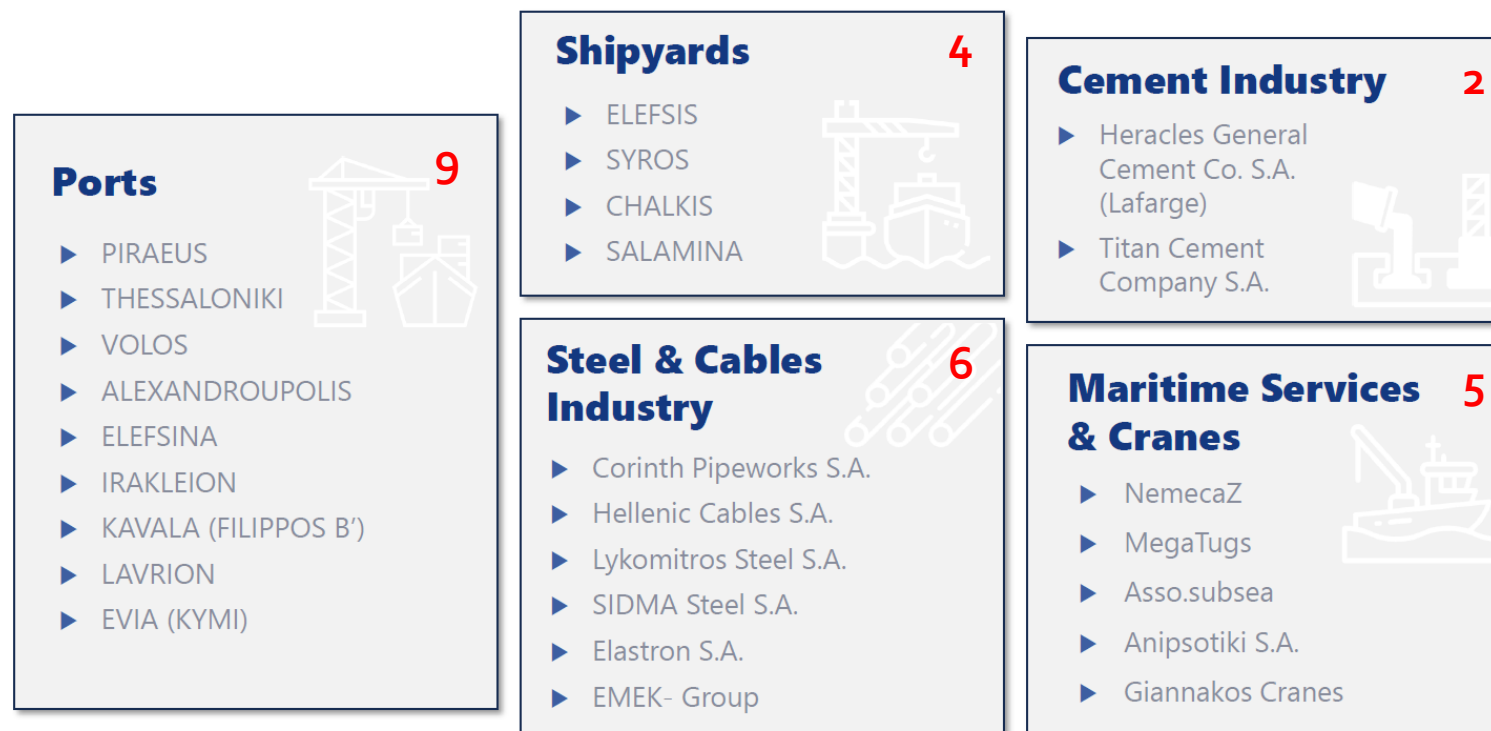 Ports 9
▶ PIRAEUS
▶ THESSALONIKI
▶ VOLOS
▶ ALEXANDROUPOLIS
▶ ELEFSINA
▶ IRAKLEION
▶ KAVALA (FILIPPOS B’)
▶ LAVRION
▶ EVIA (KYMI)
Shipyards 4
▶ ELEFSIS
▶ SYROS
▶ CHALKIS
▶ SALAMINA
Steel & Cables 6
Industry
▶ Corinth Pipeworks S.A.
▶ Hellenic Cables S.A.
▶ Lykomitros Steel S.A.
▶ SIDMA Steel S.A.
▶ Elastron S.A.
▶ EMEK- Group
Cement Industry 2
▶ Heracles General
Cement Co. S.A.
(Lafarge)
▶ Titan Cement
Company S.A.
Maritime Services 5
& Cranes
▶ NemecaZ
▶ MegaTugs
▶ Asso.subsea
▶ Anipsotiki S.A.
▶ Giannakos Cranes